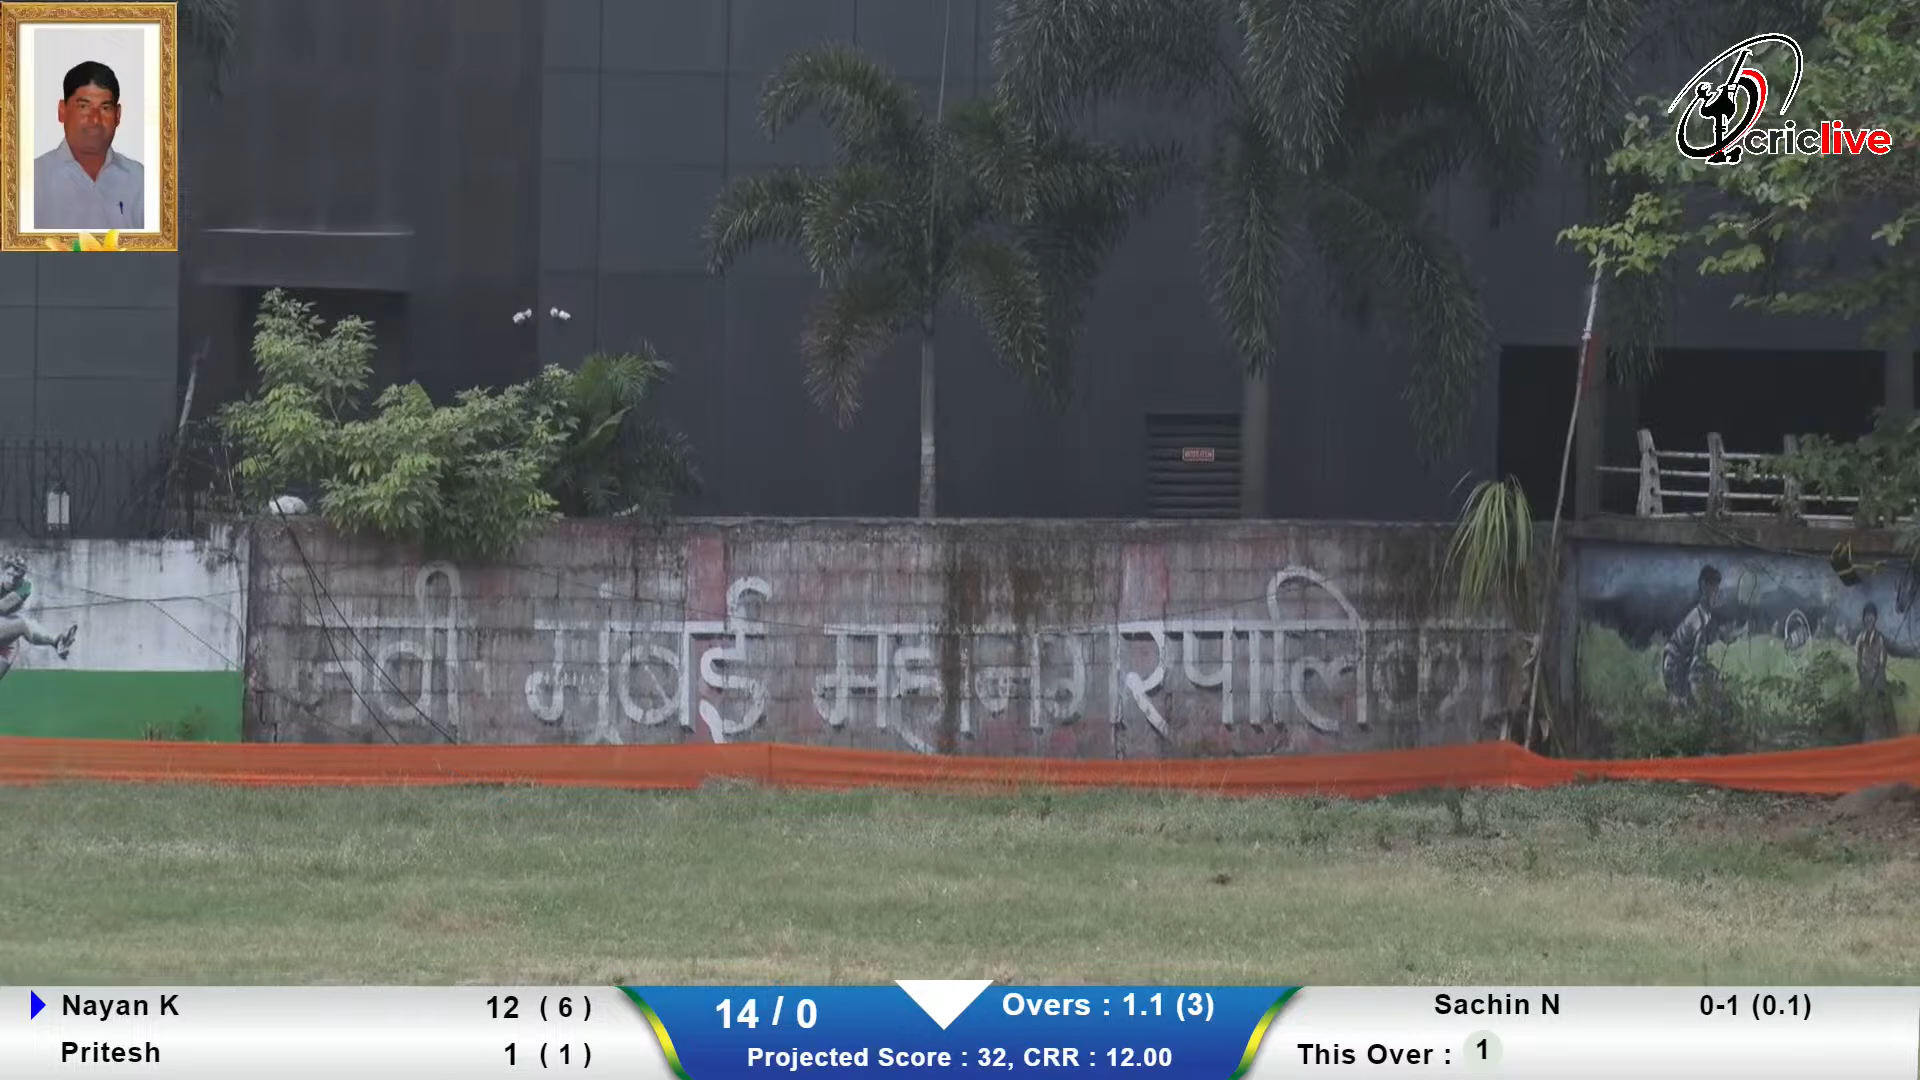 criclive
नवी मुंबई महानगरपालिका
Nayan K 12 ( 6 )
Pritesh 1 ( 1 )
14 / 0 Overs : 1.1 (3)
Projected Score : 32, CRR : 12.00
Sachin N 0-1 (0.1)
This Over : 1